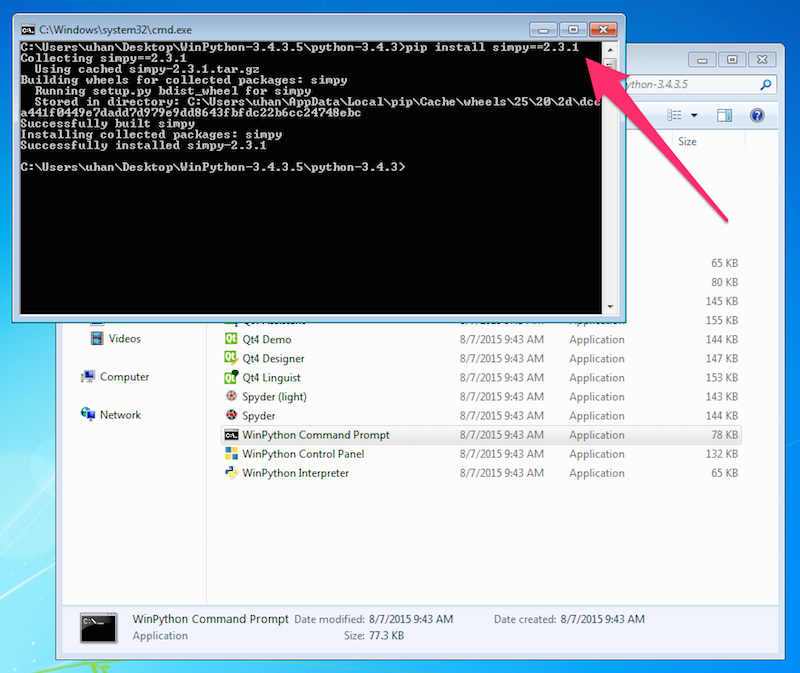 C:\Windows\system32\cmd.exe
C:\Users\uhan\Desktop\WinPython-3.4.3.5\python-3.4.3>pip install simpy==2.3.1
Collecting simpy==2.3.1
Using cached simpy-2.3.1.tar.gz
Building wheels for collected packages: simpy
Running setup.py bdist_wheel for simpy
Stored in directory: C:\Users\uhan\AppData\Local\pip\Cache\wheels\25\20\2d\dce
a441f0449e7dadd7d979e9dd8643fbfdc22b6cc24748ebc
Successfully built simpy
Installing collected packages: simpy
Successfully installed simpy-2.3.1
C:\Users\uhan\Desktop\WinPython-3.4.3.5\python-3.4.3>
ython-3.4.3.5
Size
65 KB
80 KB
145 KB
155 KB
Videos
Qt4 Demo 8/7/2015 9:43 AM Application 144 KB
Qt4 Designer 8/7/2015 9:43 AM Application 147 KB
Computer
Qt4 Linguist 8/7/2015 9:43 AM Application 153 KB
Spyder (light) 8/7/2015 9:43 AM Application 143 KB
Network
Spyder 8/7/2015 9:43 AM Application 144 KB
WinPython Command Prompt 8/7/2015 9:43 AM Application 78 KB
WinPython Control Panel 8/7/2015 9:43 AM Application 132 KB
WinPython Interpreter 8/7/2015 9:43 AM Application 65 KB
WinPython Command Prompt Date modified: 8/7/2015 9:43 AM Date created: 8/7/2015 9:43 AM
Application Size: 77.3 KB